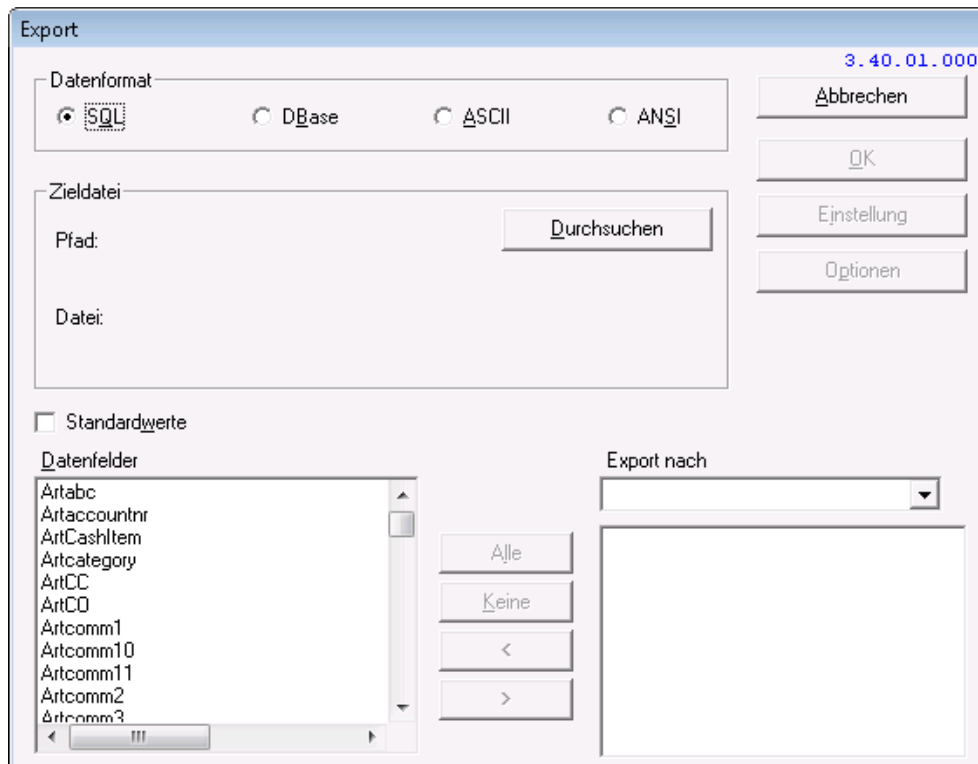 Export
3.40.01.000
Datenformat
SQL DBase ASCII ANSI
Abbrechen
OK
Einstellung
Optionen
Zieldatei
Pfad:
Durchsuchen
Datei:
Standardwerte
Datenfelder
Artabc
Artaccountnr
ArtCashItem
Artcategory
ArtCC
ArtCO
Artcomm1
Artcomm10
Artcomm11
Artcomm2
Artcomm3
Alle
Keine
<
>
Export nach